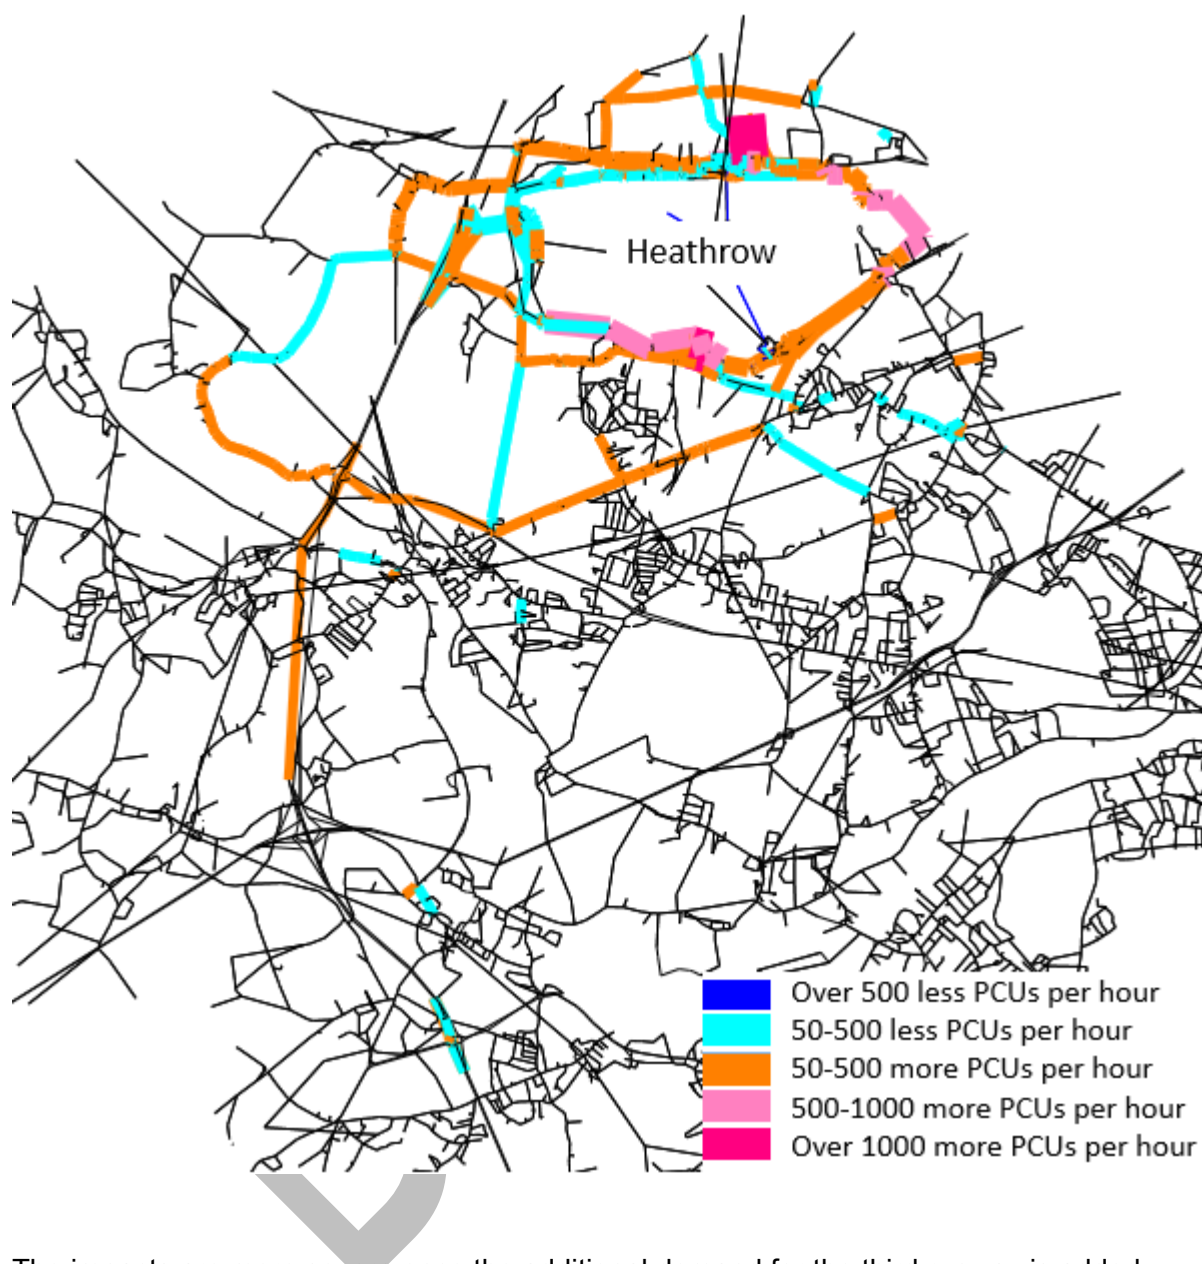 Heathrow
Over 500 less PCUs per hour
50-500 less PCUs per hour
50-500 more PCUs per hour
500-1000 more PCUs per hour
Over 1000 more PCUs per hour